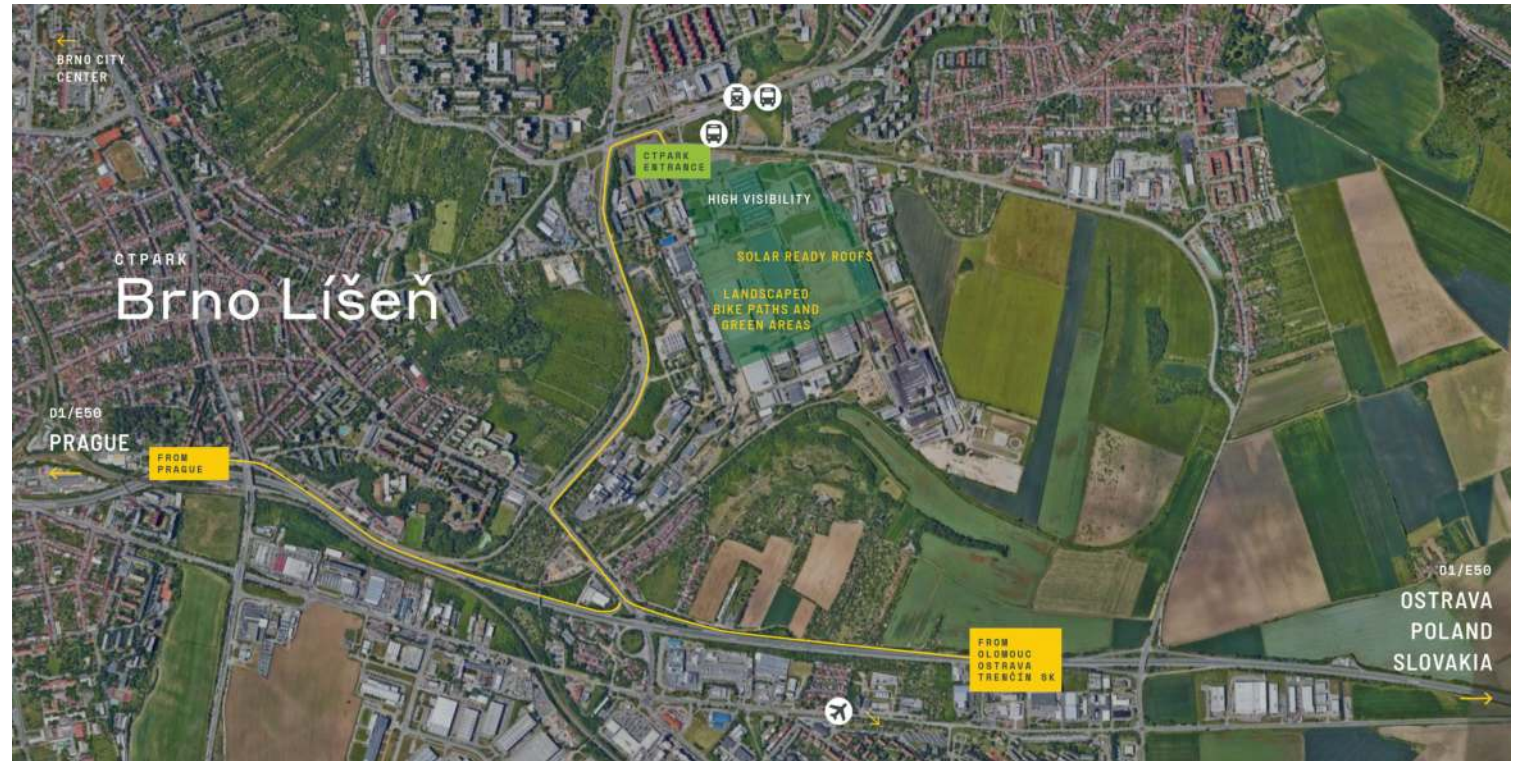 BRNO CITY
CENTER
CTPARK
ENTRANCE
HIGH VISIBILITY
SOLAR READY ROOFS
LANDSCAPED
BIKE PATHS AND
GREEN AREAS
CTPARK
Brno Líšeň
D1/E50
PRAGUE
FROM
PRAGUE
D1/E50
OSTRAVA
POLAND
SLOVAKIA
FROM
OLOMOUC
OSTRAVA
TRENČÍN SK